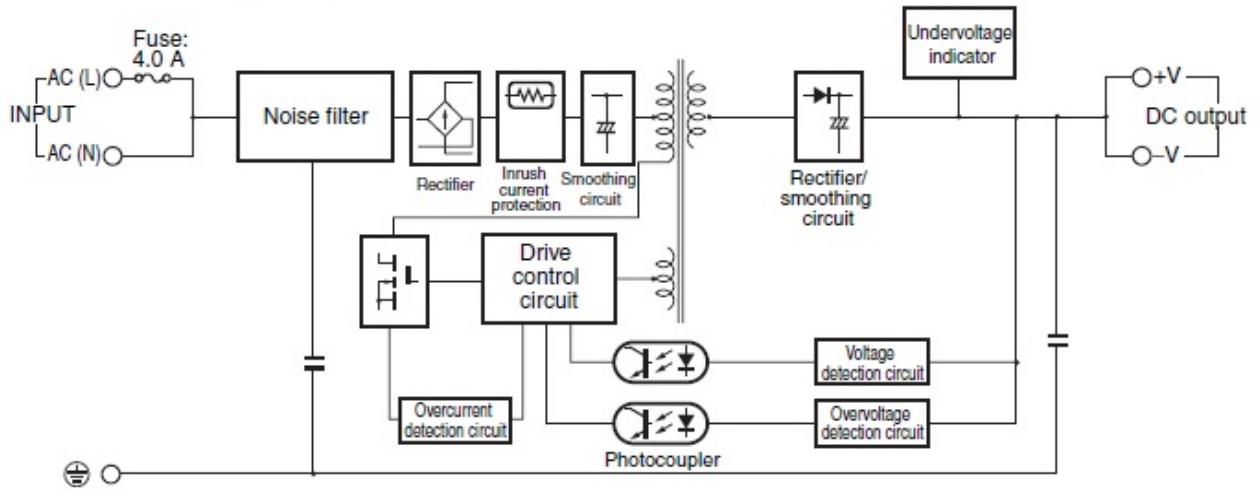 Fuse:
4.0 A
AC (L)
INPUT
AC (N)
Noise filter
Rectifier
Inrush
current
protection
Smoothing
circuit
Undervoltage
indicator
Rectifier/
smoothing
circuit
+V
DC output
–V
Drive
control
circuit
Overcurrent
detection circuit
Voltage
detection circuit
Overvoltage
detection circuit
Photocoupler